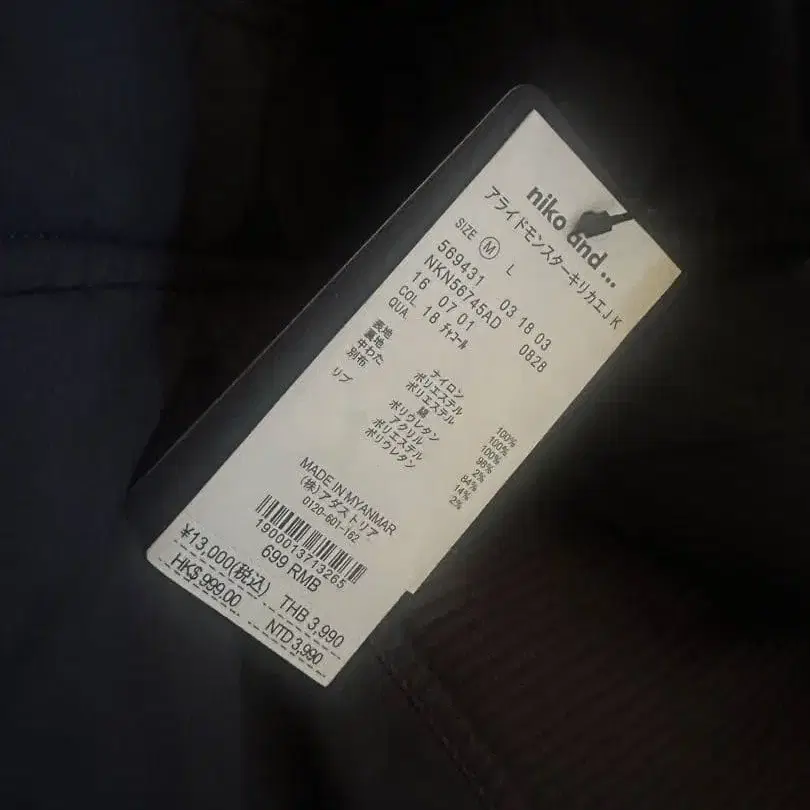 niko and...
アライドモンスターキリカエJK
SIZE Ⓜ L
569431 03 18 03
NKN56745AD 0828
16 07 01
COL 18 チャコール
QUA
表地 ナイロン 100%
裏地 ポリエステル 100%
中わた ポリエステル 100%
別布 綿 98%
ポリウレタン 2%
リブ アクリル 84%
ポリエステル 14%
ポリウレタン 2%
MADE IN MYANMAR
(株)アダストリア
0120-601-162
1900013713265
699 RMB
¥13,000(税込) THB 3,990
HK$ 999.00 NTD 3,990